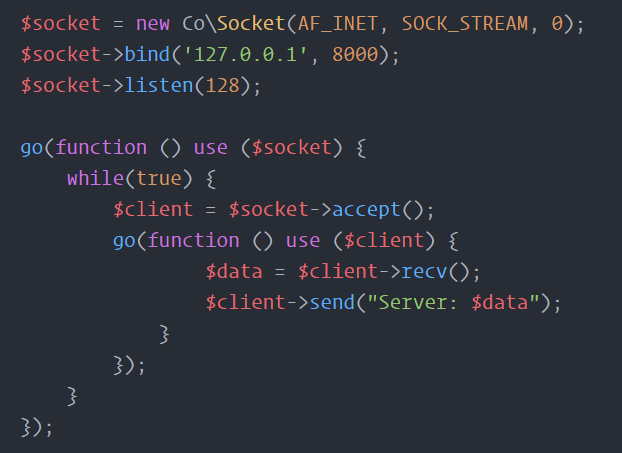 $socket = new Co\Socket(AF_INET, SOCK_STREAM, 0);
$socket->bind('127.0.0.1', 8000);
$socket->listen(128);

go(function () use ($socket) {
    while(true) {
        $client = $socket->accept();
        go(function () use ($client) {
                $data = $client->recv();
                $client->send("Server: $data");
            }
        });
    }
});